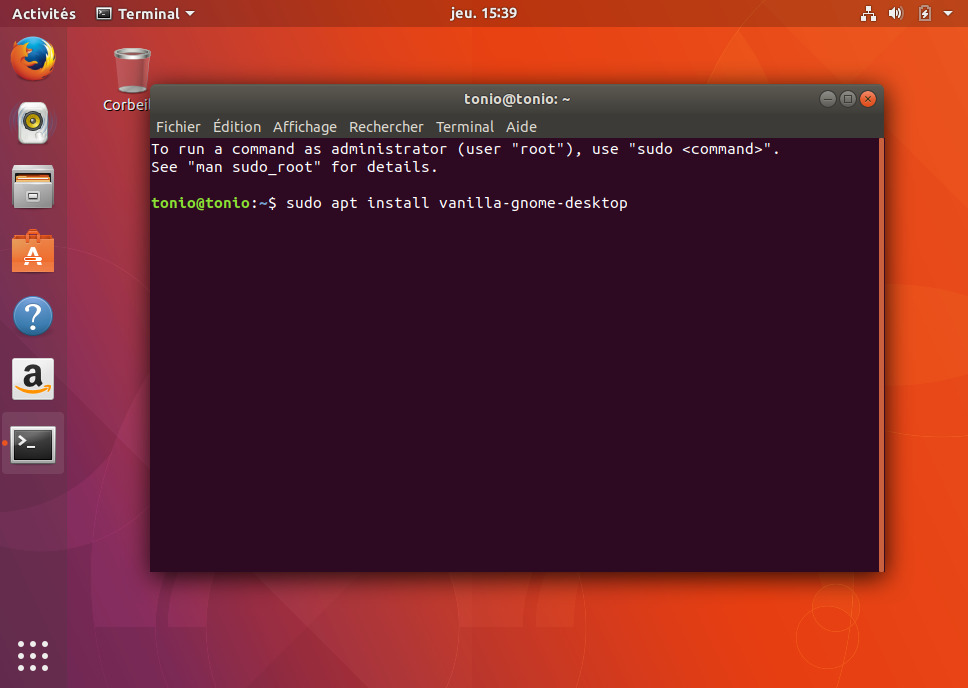 Activités Terminal jeu. 15:39
Corbeil
tonio@tonio: ~
Fichier Édition Affichage Rechercher Terminal Aide
To run a command as administrator (user "root"), use "sudo <command>".
See "man sudo_root" for details.
tonio@tonio:~$ sudo apt install vanilla-gnome-desktop